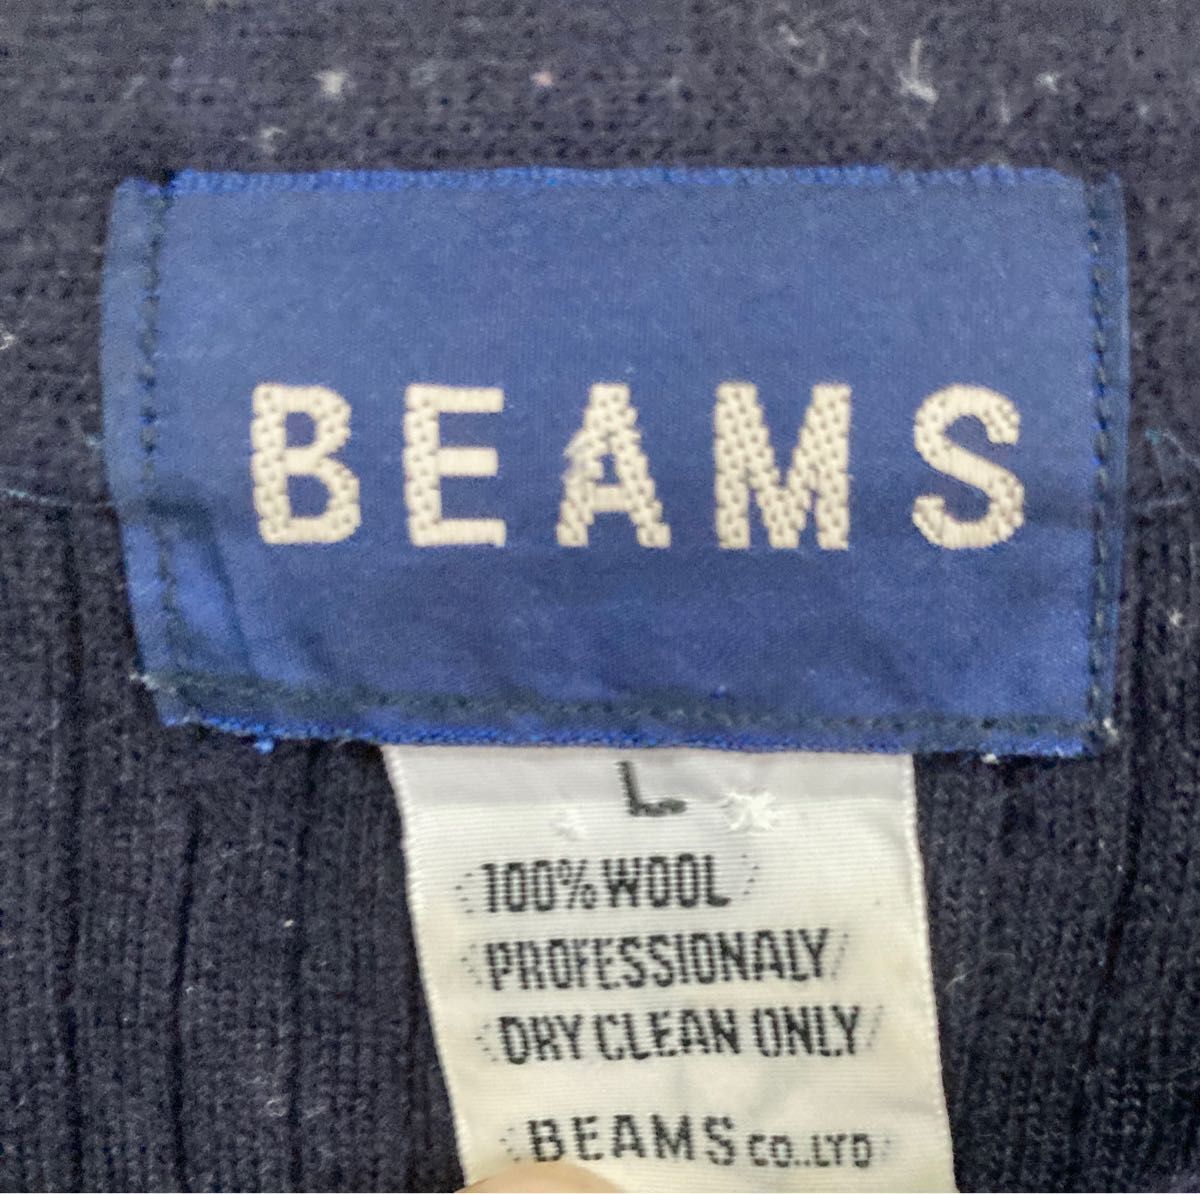 BEAMS
L
100% WOOL
PROFESSIONALY
DRY CLEAN ONLY
BEAMS CO.,LTD